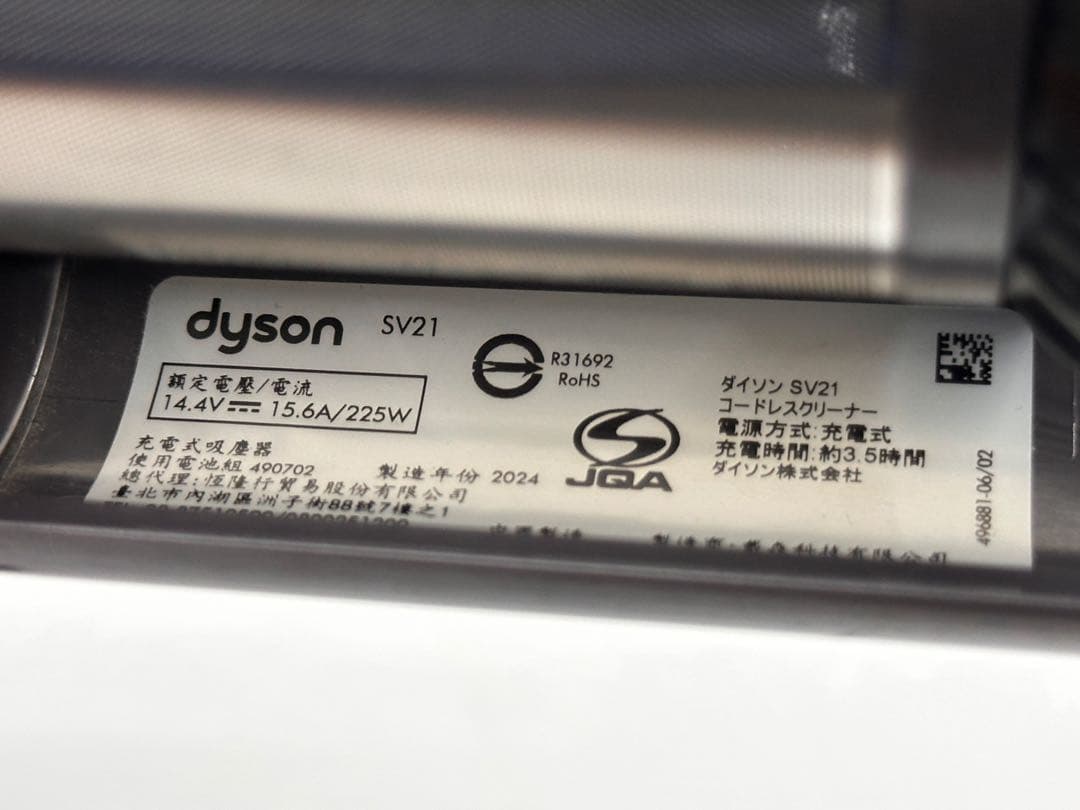 dyson SV21
額定電壓/電流
14.4V 15.6A/225W
R31692
RoHS
充電式吸塵器
使用電池組 490702
製造年份 2024
總代理:恆隆行貿易股份有限公司
臺北市內湖區洲子街88號7樓之1
JQA
ダイソン SV21
コードレスクリーナー
電源方式:充電式
充電時間:約3.5時間
ダイソン株式会社
496881-06/02